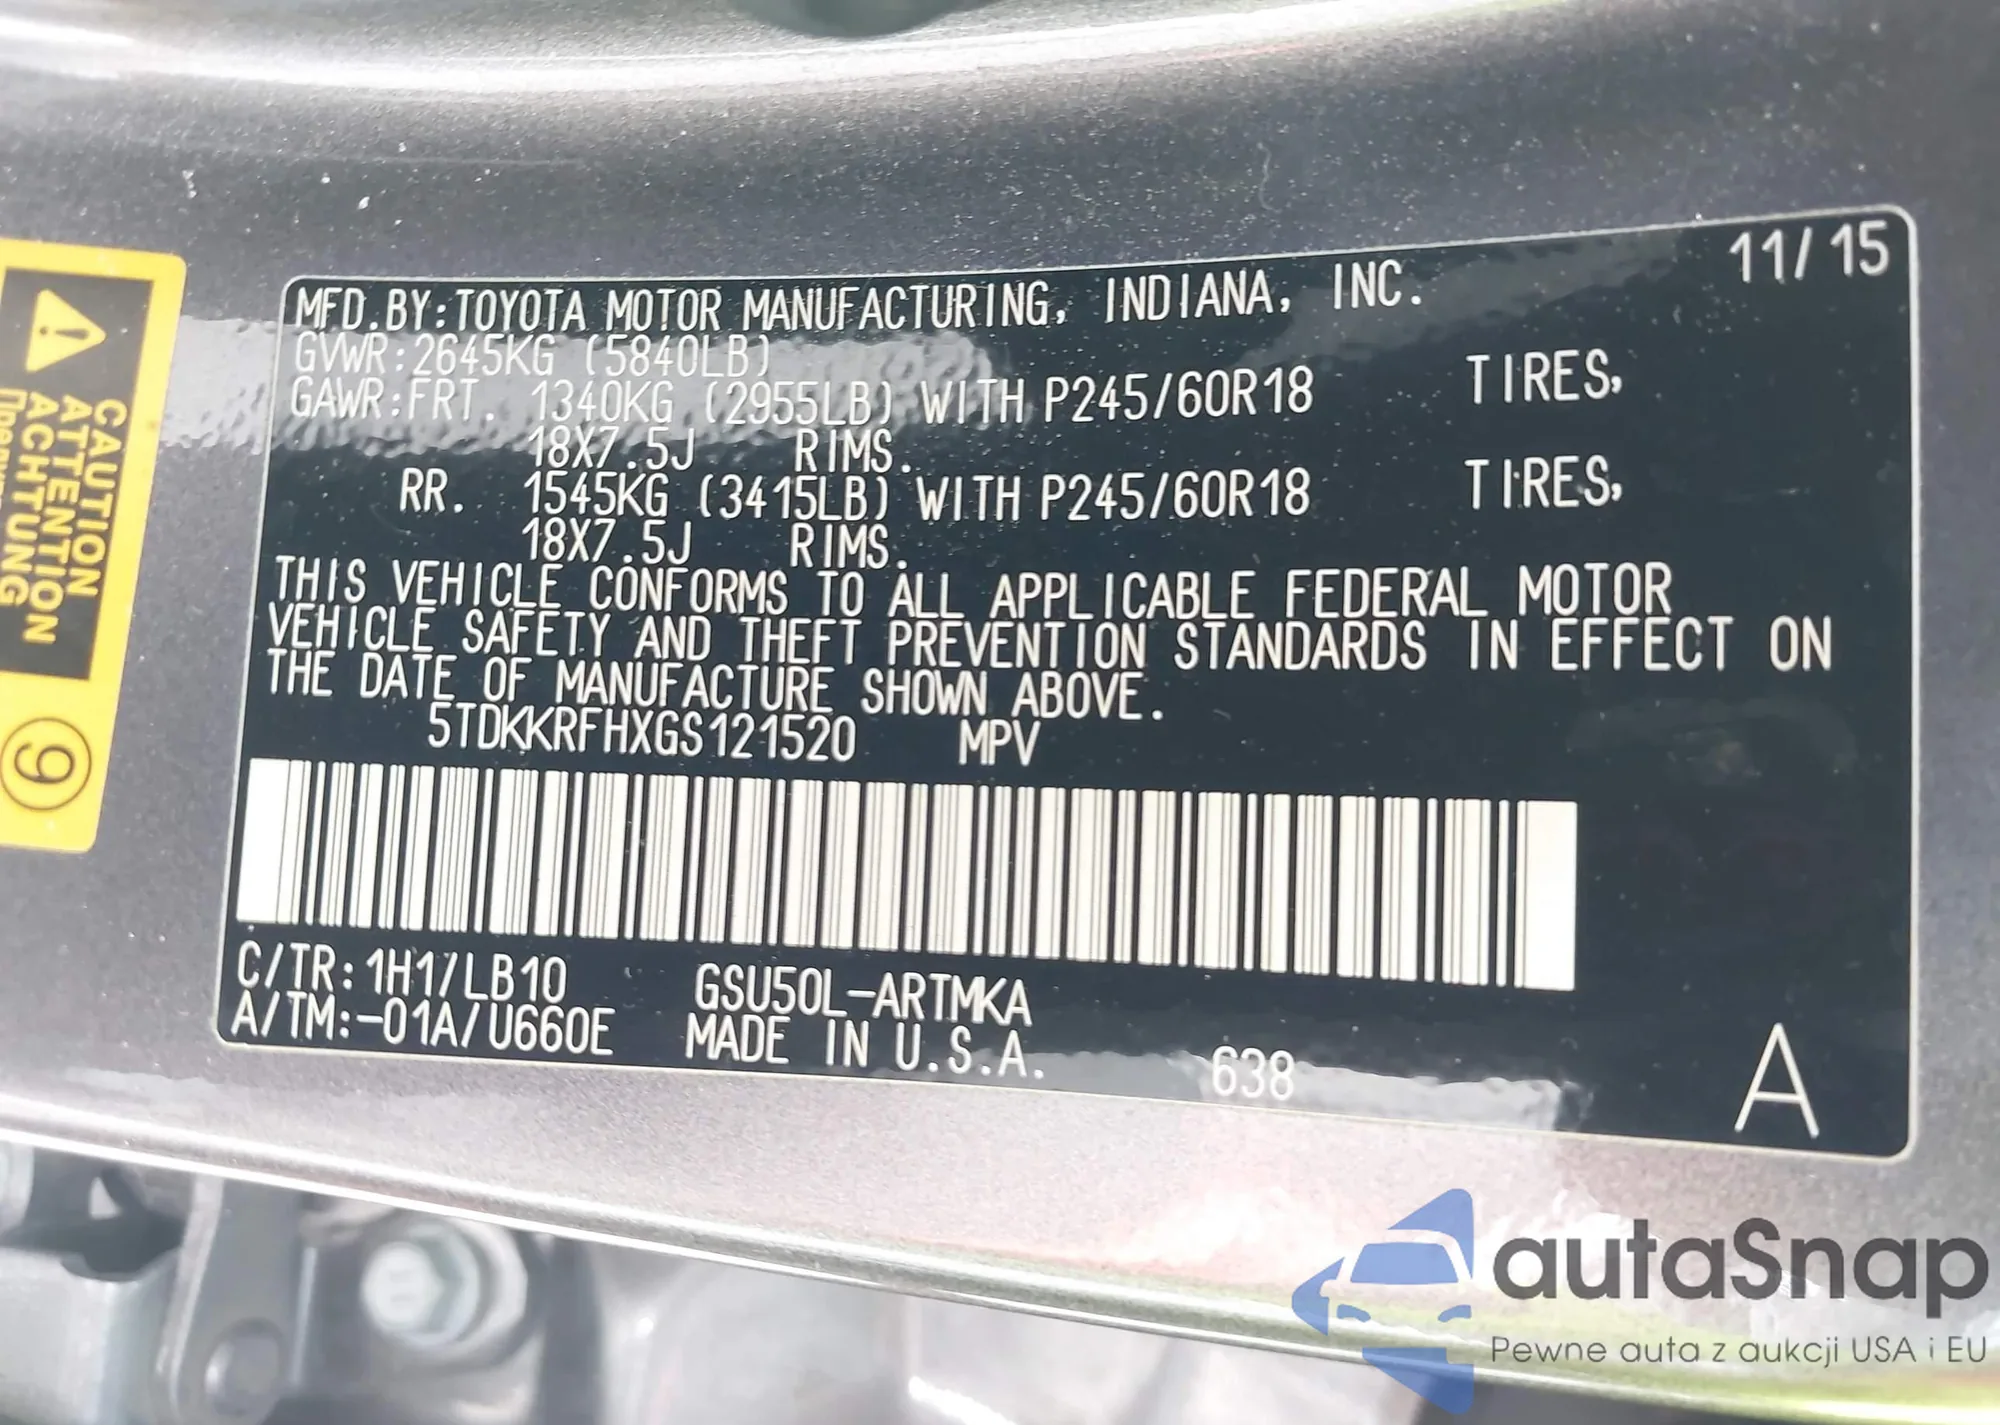 11/15
MFD.BY:TOYOTA MOTOR MANUFACTURING, INDIANA, INC.
GVWR:2645KG (5840LB)
GAWR:FRT. 1340KG (2955LB) WITH P245/60R18 TIRES,
18X7.5J RIMS.
RR. 1545KG (3415LB) WITH P245/60R18 TIRES,
18X7.5J RIMS.
THIS VEHICLE CONFORMS TO ALL APPLICABLE FEDERAL MOTOR
VEHICLE SAFETY AND THEFT PREVENTION STANDARDS IN EFFECT ON
THE DATE OF MANUFACTURE SHOWN ABOVE.
5TDKKRFHXGS121520 MPV
C/TR:1H1/LB10 GSU50L-ARTMKA
A/TM:-01A/U660E MADE IN U.S.A. 638
A
CAUTION
ATTENTION
ACHTUNG
9
autaSnap
Pewne auta z aukcji USA i EU